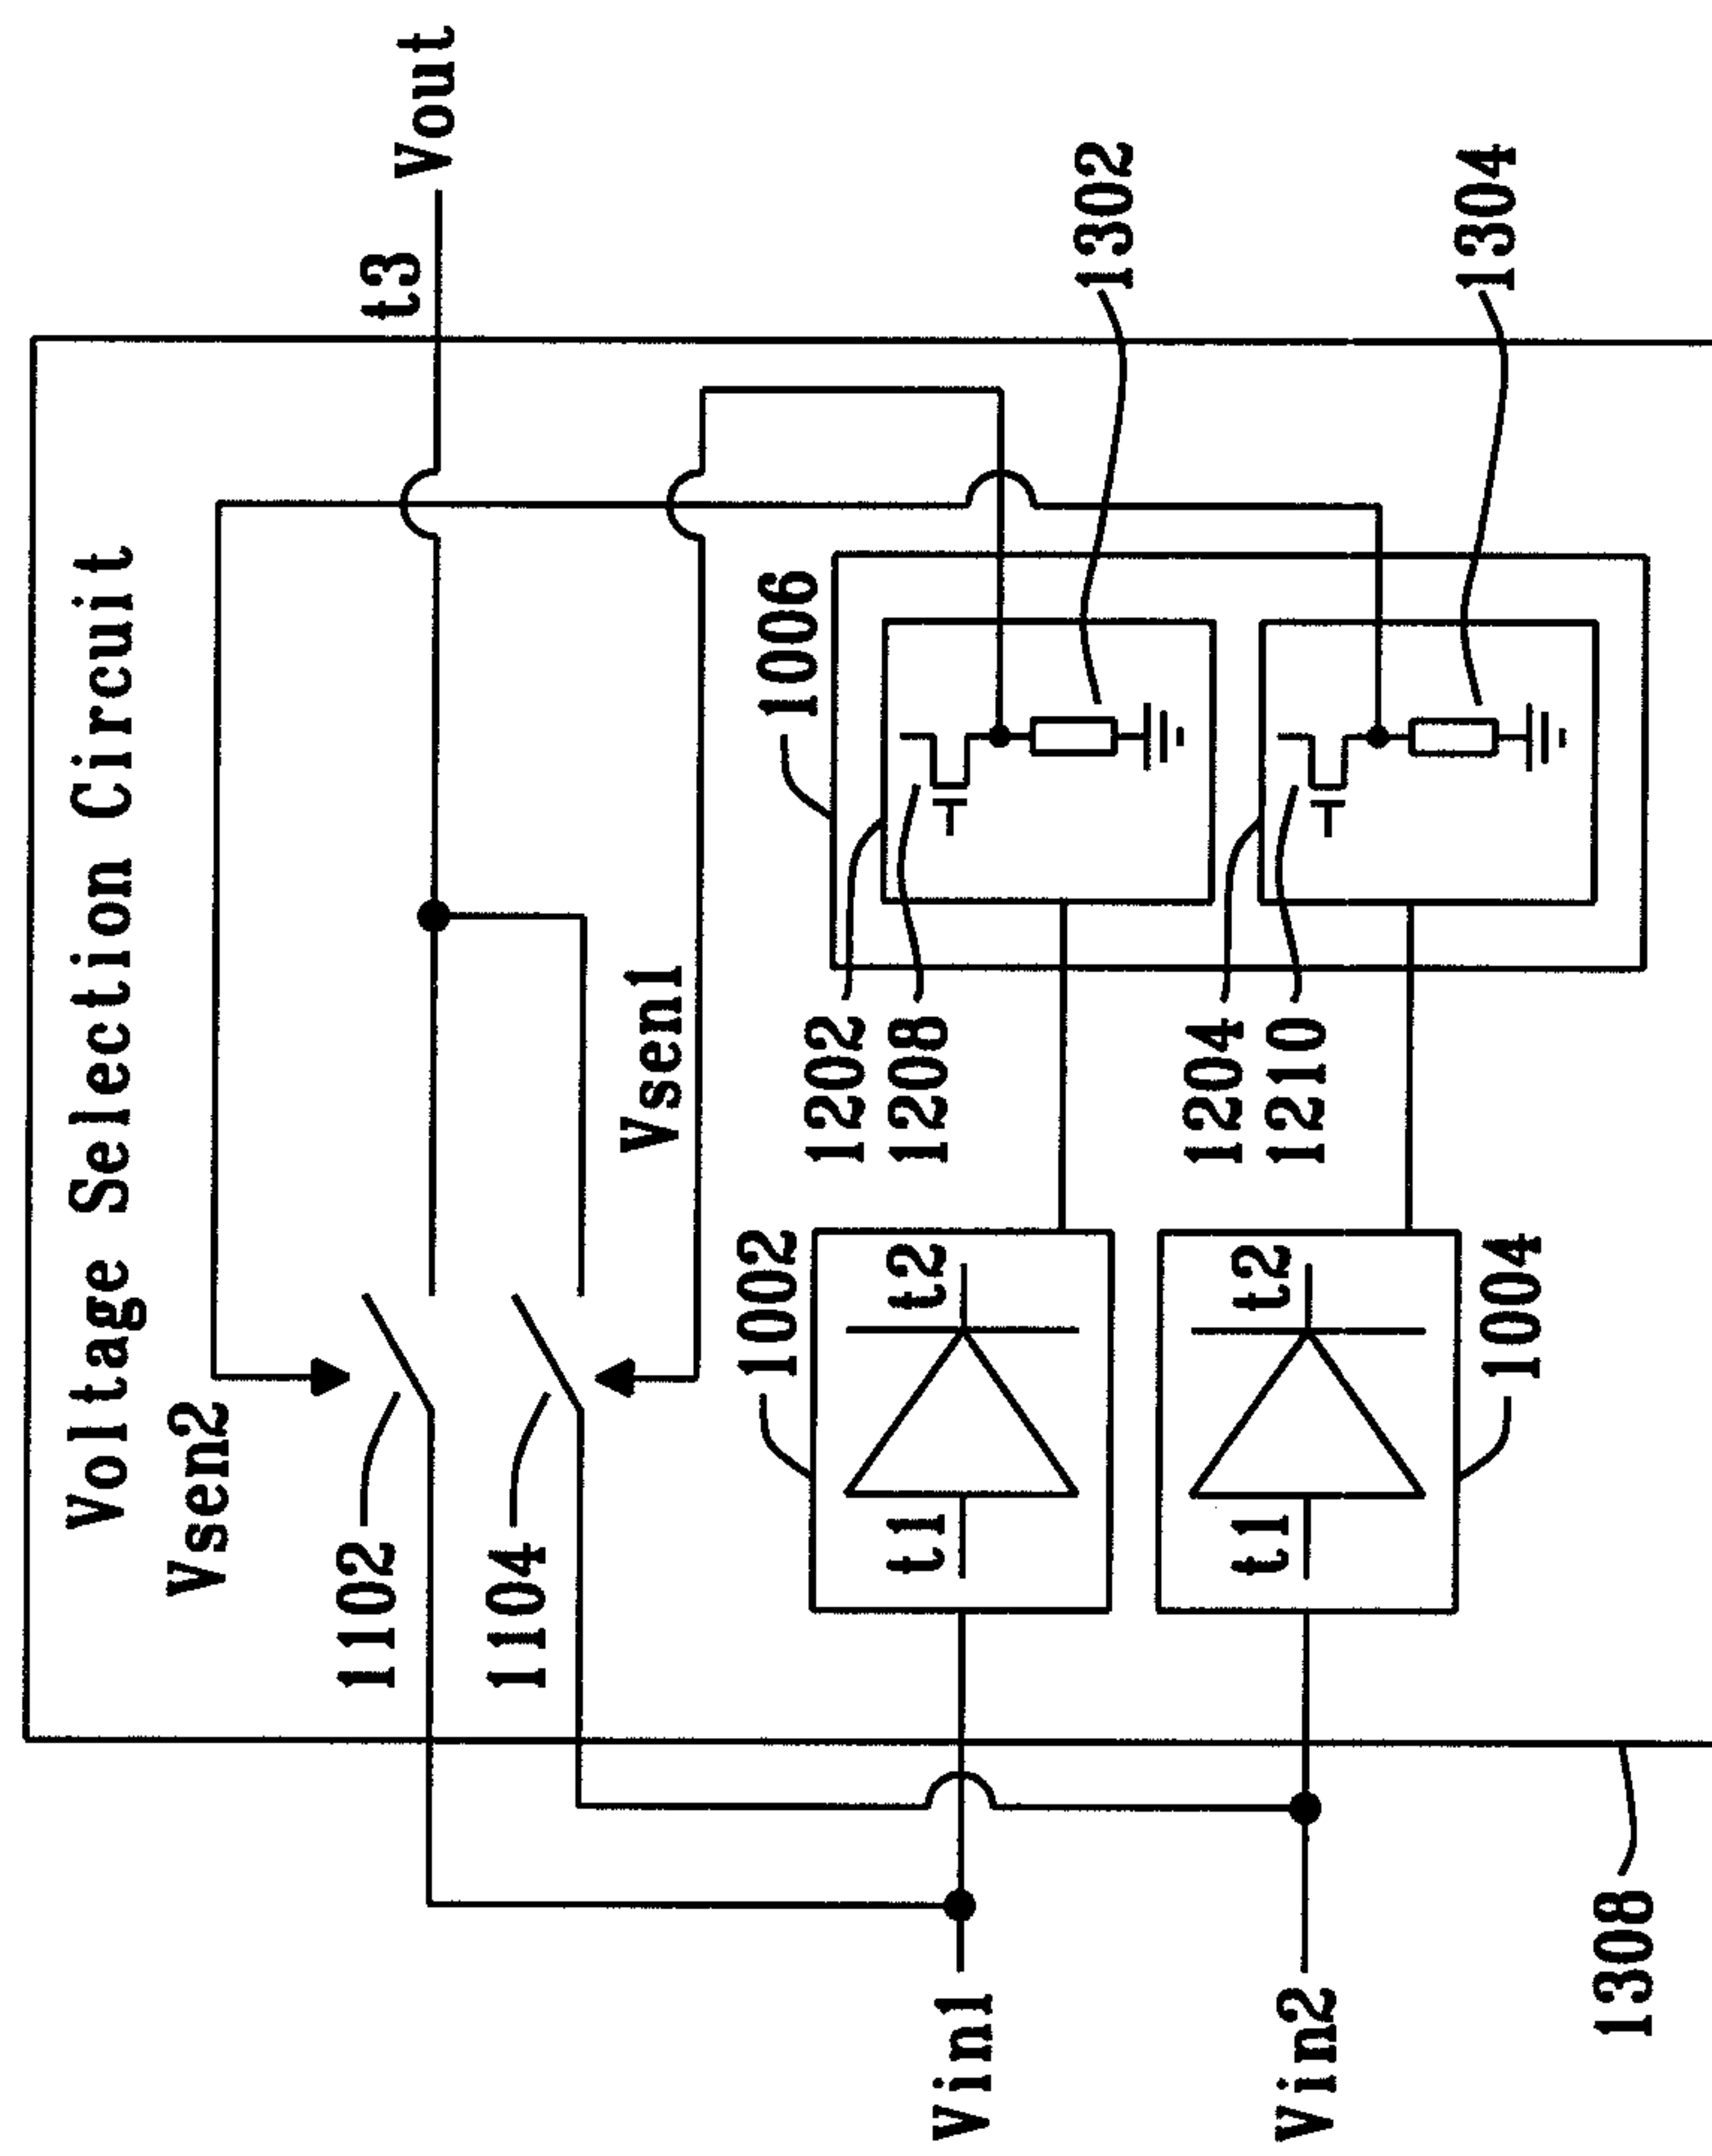 Voltage Selection Circuit
Vsen2
1102
t3
Vout
1104
Vsen1
1002
1006
t1
t2
1202
1208
1302
Vin1
t1
t2
1204
1210
1304
Vin2
1004
1308